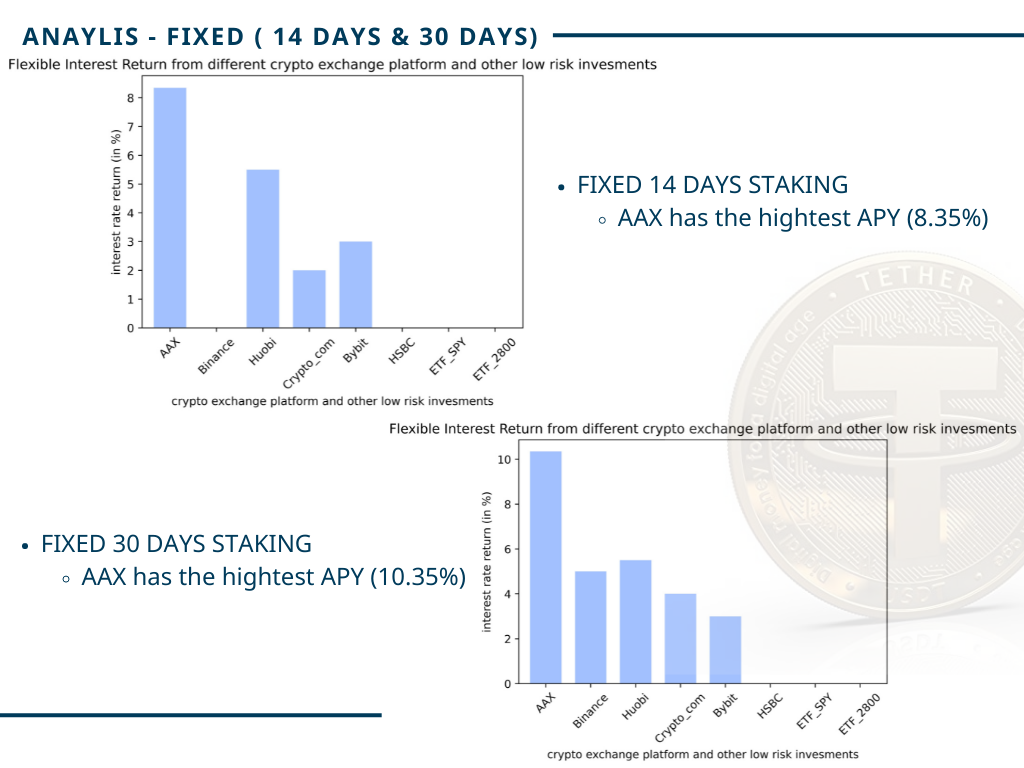 ANAYLIS - FIXED ( 14 DAYS & 30 DAYS)
Flexible Interest Return from different crypto exchange platform and other low risk invesments
interest rate return (in %)
8
7
6
5
4
3
2
1
0
AAX
Binance
Huobi
Crypto_com
Bybit
HSBC
ETF_SPY
ETF_2800
crypto exchange platform and other low risk invesments
• FIXED 14 DAYS STAKING
◦ AAX has the hightest APY (8.35%)
TETHER
money for a digital age
USDT
Flexible Interest Return from different crypto exchange platform and other low risk invesments
interest rate return (in %)
10
8
6
4
2
0
AAX
Binance
Huobi
Crypto_com
Bybit
HSBC
ETF_SPY
ETF_2800
crypto exchange platform and other low risk invesments
• FIXED 30 DAYS STAKING
◦ AAX has the hightest APY (10.35%)